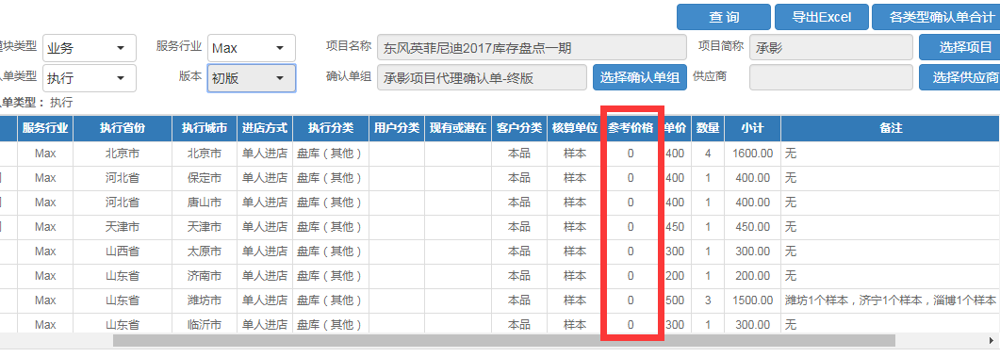 查 询 导出Excel 各类型确认单合计
模块类型 业务 服务行业 Max 项目名称 东风英菲尼迪2017库存盘点一期 项目简称 承影 选择项目
认单类型 执行 版本 初版 确认单组 承影项目代理确认单-终版 选择确认单组 供应商 选择供应商
单类型： 执行
服务行业 执行省份 执行城市 进店方式 执行分类 用户分类 现有或潜在 客户分类 核算单位 参考价格 单价 数量 小计 备注
Max 北京市 北京市 单人进店 盘库（其他） 本品 样本 0 400 4 1600.00 无
Max 河北省 保定市 单人进店 盘库（其他） 本品 样本 0 400 1 400.00 无
Max 河北省 唐山市 单人进店 盘库（其他） 本品 样本 0 400 1 400.00 无
Max 天津市 天津市 单人进店 盘库（其他） 本品 样本 0 450 1 450.00 无
Max 山西省 太原市 单人进店 盘库（其他） 本品 样本 0 300 1 300.00 无
Max 山东省 济南市 单人进店 盘库（其他） 本品 样本 0 200 1 200.00 无
Max 山东省 潍坊市 单人进店 盘库（其他） 本品 样本 0 500 3 1500.00 潍坊1个样本，济宁1个样本，淄博1个样本
Max 山东省 临沂市 单人进店 盘库（其他） 本品 样本 0 300 1 300.00 无